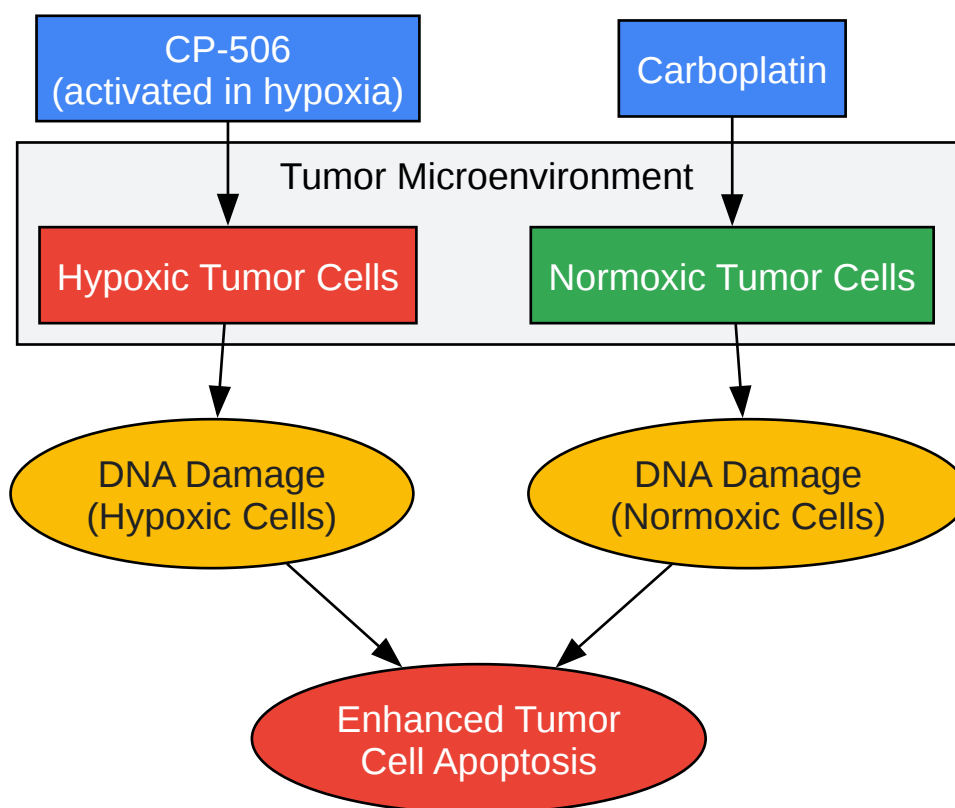 CP-506
(activated in hypoxia)
Carboplatin
Tumor Microenvironment
Hypoxic Tumor Cells
Normoxic Tumor Cells
DNA Damage
(Hypoxic Cells)
DNA Damage
(Normoxic Cells)
Enhanced Tumor
Cell Apoptosis